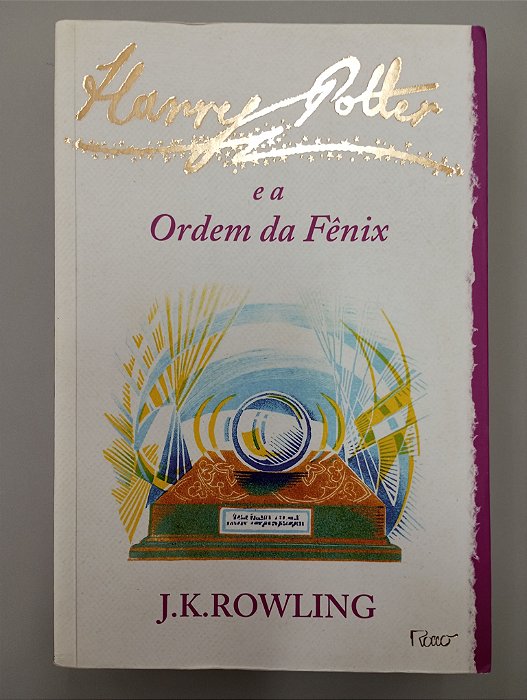 Harry Potter
e a
Ordem da Fênix
J.K.ROWLING
Rocco